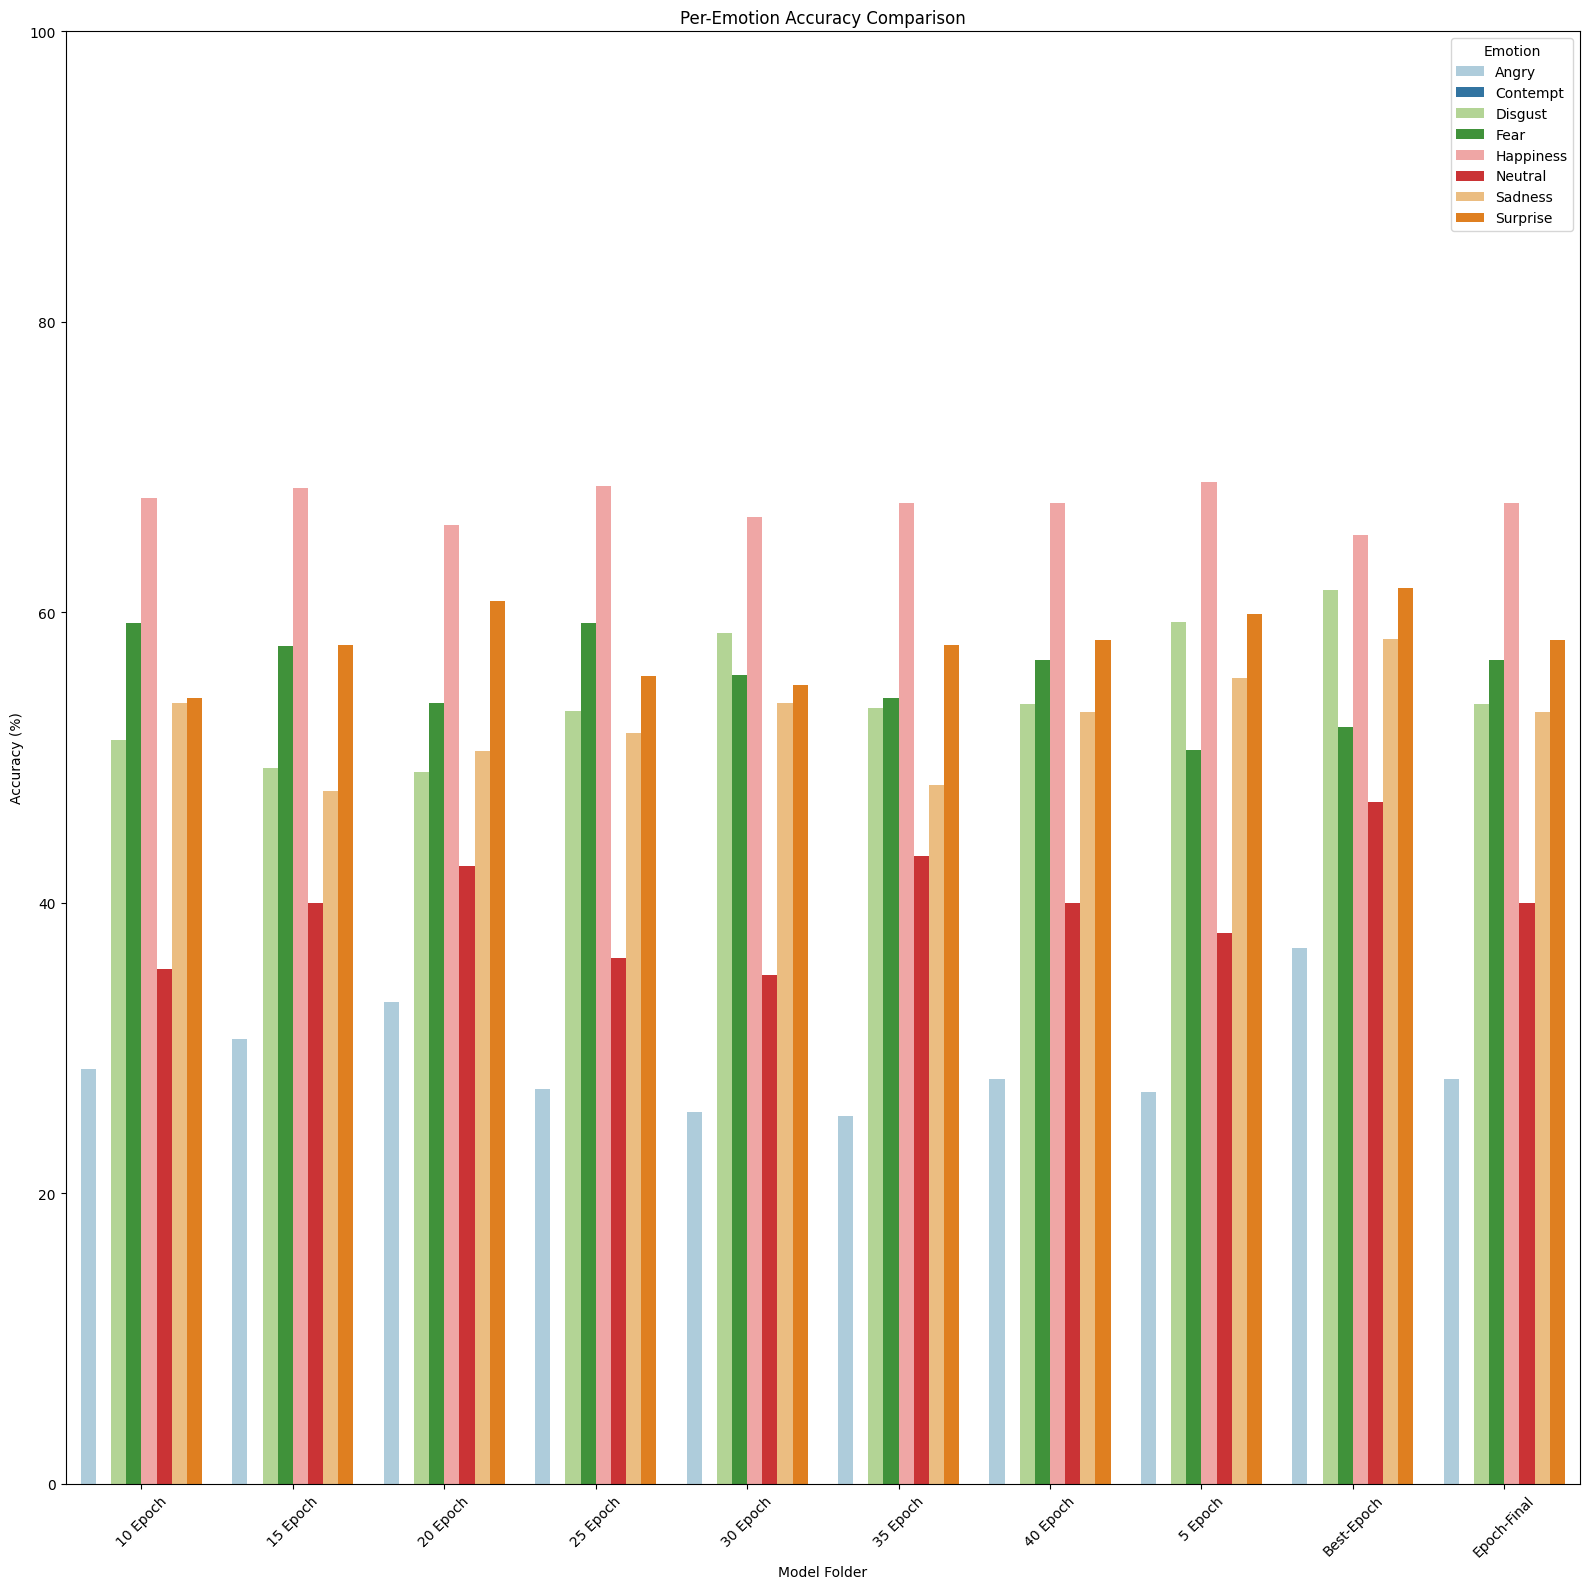 Per-Emotion Accuracy Comparison
Emotion
Angry
Contempt
Disgust
Fear
Happiness
Neutral
Sadness
Surprise
Accuracy (%)
100
80
60
40
20
0
10 Epoch
15 Epoch
20 Epoch
25 Epoch
30 Epoch
35 Epoch
40 Epoch
5 Epoch
Best-Epoch
Epoch-Final
Model Folder